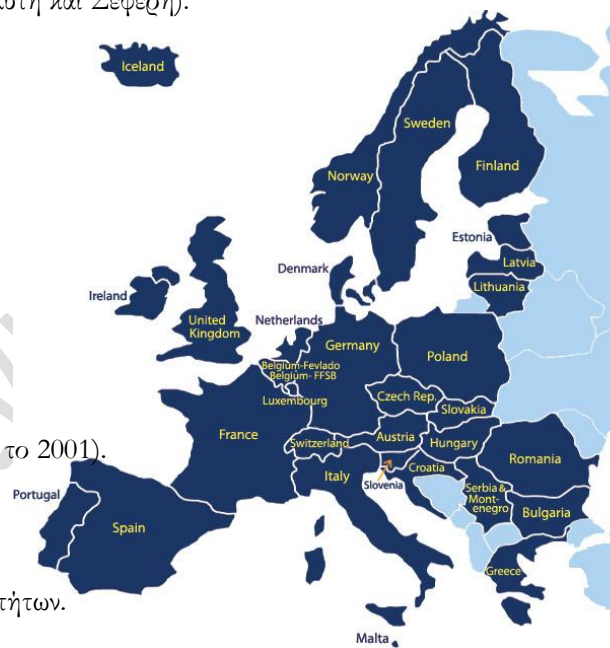 και Σεφέρη).
Iceland
Sweden
Norway
Finland
Estonia
Latvia
Lithuania
Denmark
Ireland
United
Kingdom
Netherlands
Germany
Poland
Belgium-Fevlado
Belgium- FFSB
Luxembourg
Czech Rep.
Slovakia
France
Switzerland
Austria
Hungary
Romania
το 2001).
Italy
Slovenia
Croatia
Serbia &
Mont-
enegro
Bulgaria
Portugal
Spain
Greece
τήτων.
Malta